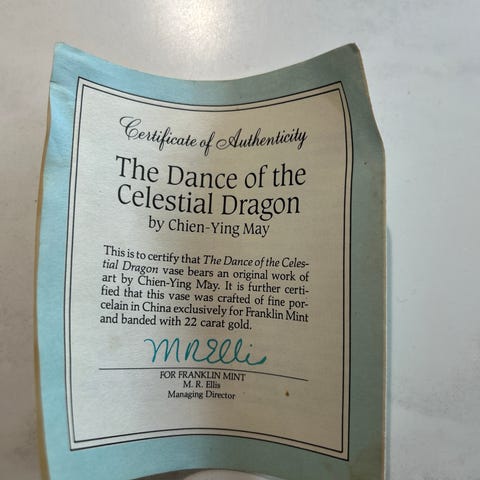 Certificate of Authenticity
The Dance of the
Celestial Dragon
by Chien-Ying May
This is to certify that The Dance of the Celes-
tial Dragon vase bears an original work of
art by Chien-Ying May. It is further certi-
fied that this vase was crafted of fine por-
celain in China exclusively for Franklin Mint
and banded with 22 carat gold.
MREllis
FOR FRANKLIN MINT
M. R. Ellis
Managing Director